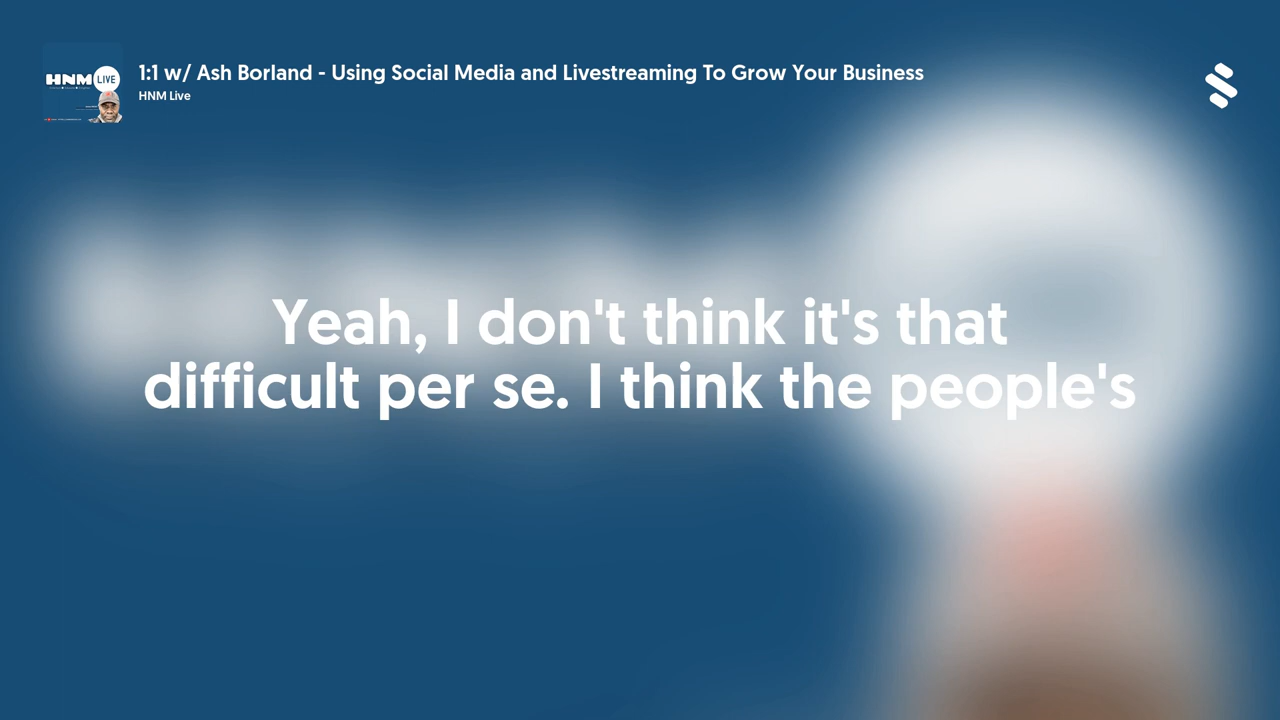 HNM LIVE
1:1 w/ Ash Borland - Using Social Media and Livestreaming To Grow Your Business
HNM Live
Yeah, I don't think it's that
difficult per se. I think the people's